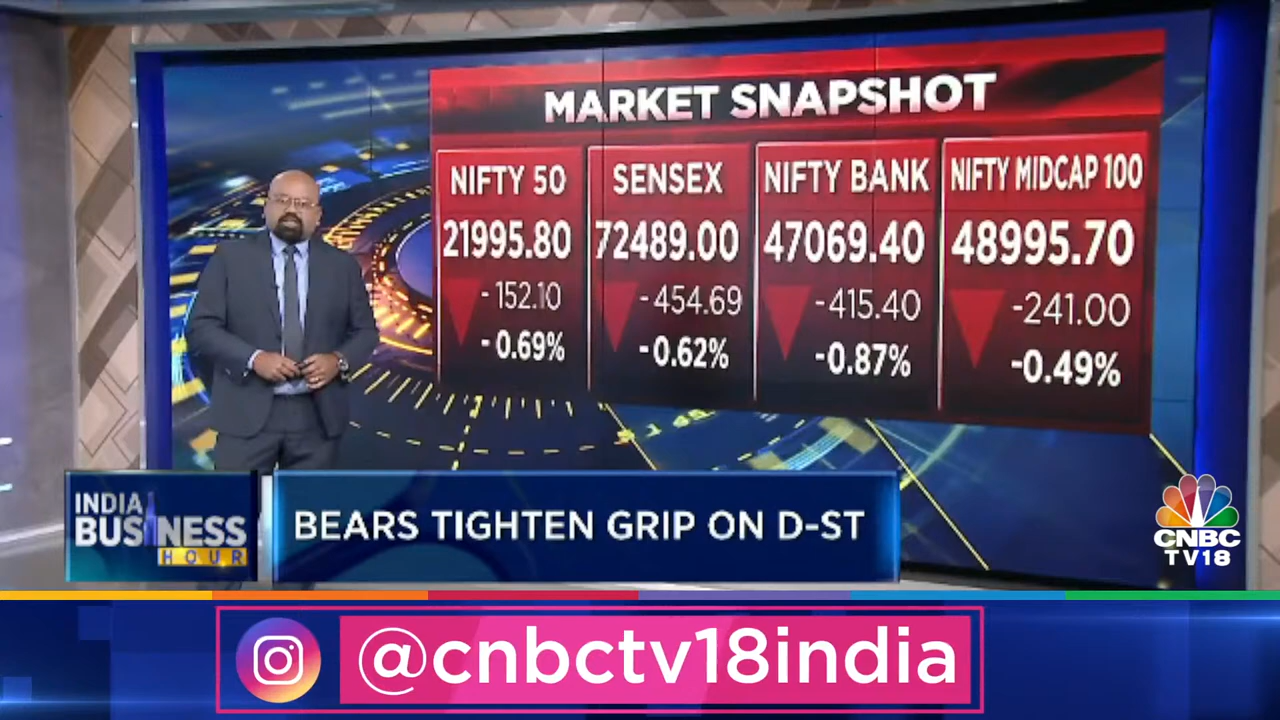 MARKET SNAPSHOT
NIFTY 50
21995.80
- 152.10
- 0.69%
SENSEX
72489.00
-454.69
-0.62%
NIFTY BANK
47069.40
-415.40
-0.87%
NIFTY MIDCAP 100
48995.70
-241.00
-0.49%
INDIA
BUSINESS
HOUR
BEARS TIGHTEN GRIP ON D-ST
CNBC
TV18
@cnbctv18india